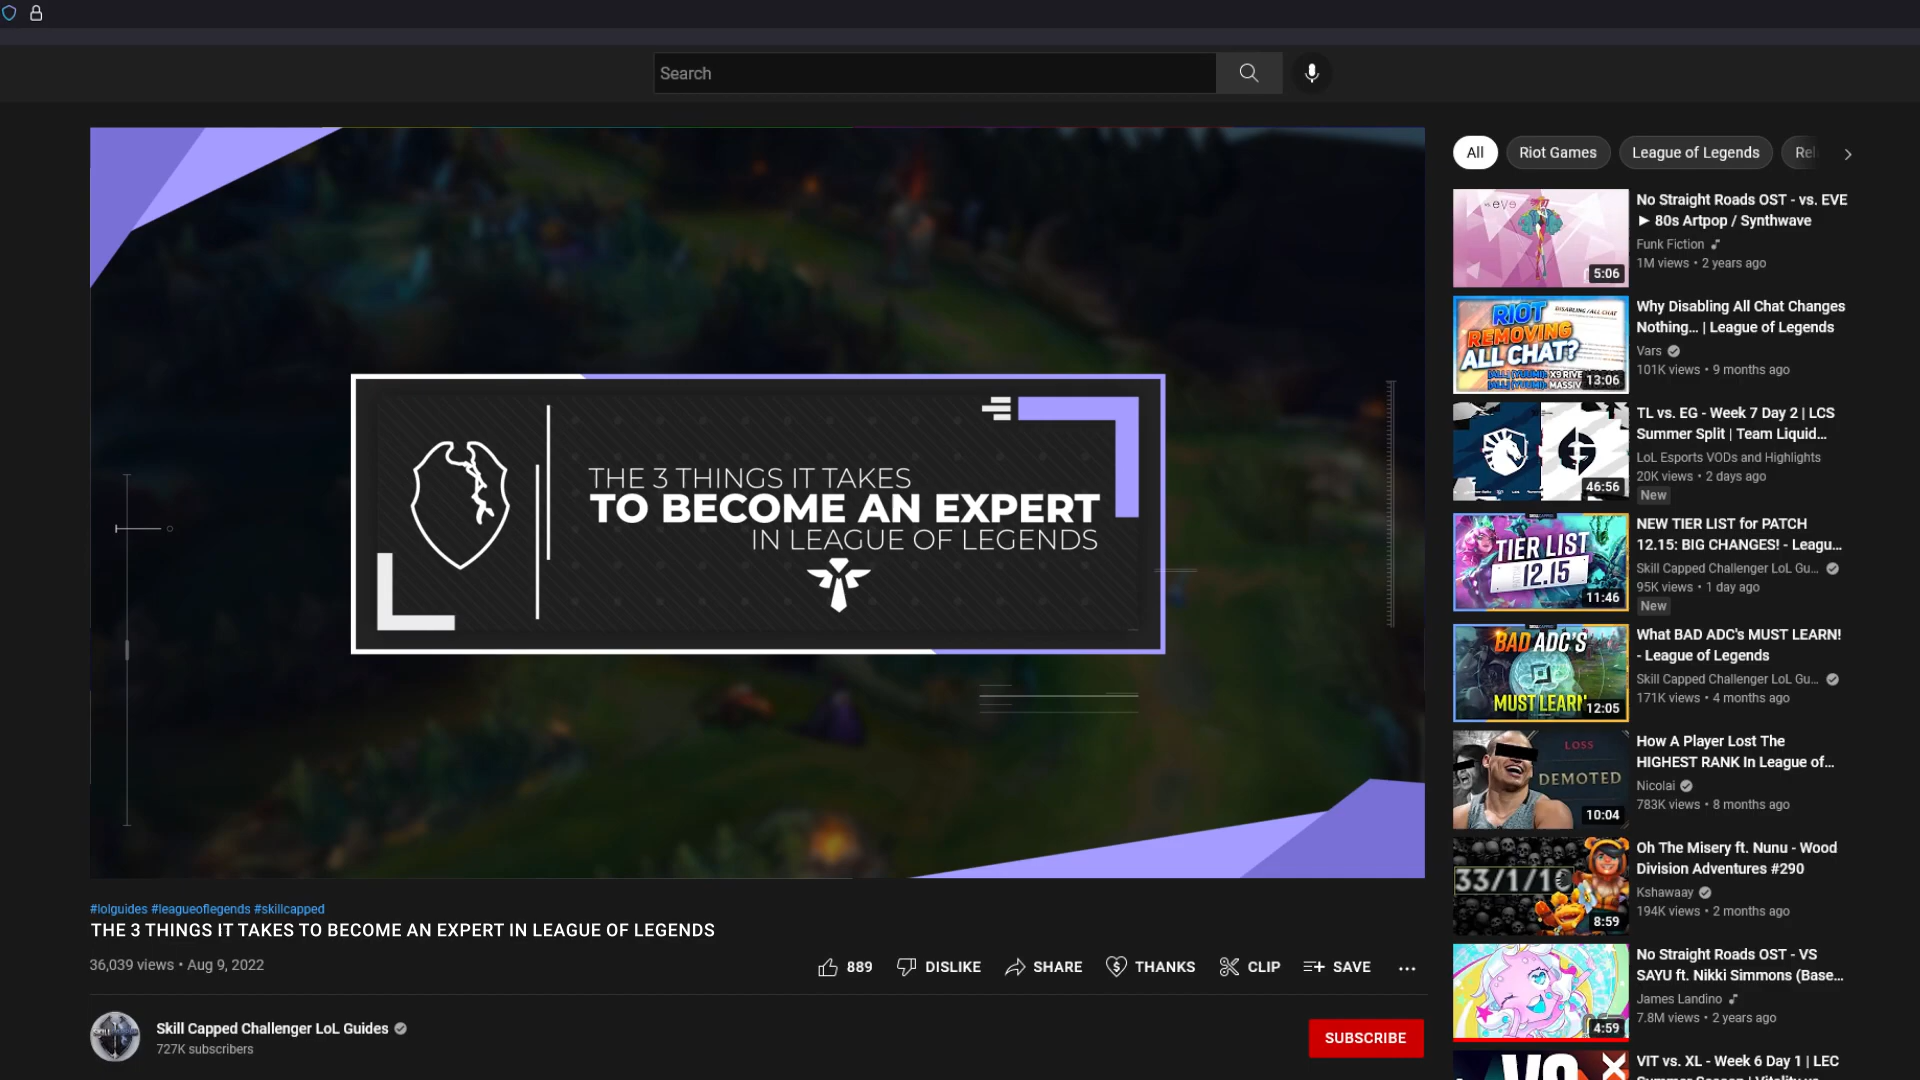 Search
THE 3 THINGS IT TAKES
TO BECOME AN EXPERT
IN LEAGUE OF LEGENDS
#lolguides #leagueoflegends #skillcapped
THE 3 THINGS IT TAKES TO BECOME AN EXPERT IN LEAGUE OF LEGENDS
36,039 views • Aug 9, 2022
889 DISLIKE SHARE THANKS CLIP SAVE
Skill Capped Challenger LoL Guides
727K subscribers
SUBSCRIBE
All Riot Games League of Legends
eve
5:06
No Straight Roads OST - vs. EVE
► 80s Artpop / Synthwave
Funk Fiction
1M views • 2 years ago
DISABLING /ALL CHAT
RIOT
REMOVING
ALL CHAT?
13:06
Why Disabling All Chat Changes
Nothing... | League of Legends
Vars
101K views • 9 months ago
46:56
TL vs. EG - Week 7 Day 2 | LCS
Summer Split | Team Liquid...
LoL Esports VODs and Highlights
20K views • 2 days ago
New
TIER LIST
12.15
11:46
NEW TIER LIST for PATCH
12.15: BIG CHANGES! - Leagu...
Skill Capped Challenger LoL Gu...
95K views • 1 day ago
New
BAD ADC'S
MUST LEARN
12:05
What BAD ADC's MUST LEARN!
- League of Legends
Skill Capped Challenger LoL Gu...
171K views • 4 months ago
LOSS
DEMOTED
10:04
How A Player Lost The
HIGHEST RANK In League of...
Nicolai
783K views • 8 months ago
8:59
Oh The Misery ft. Nunu - Wood
Division Adventures #290
Kshawaay
194K views • 2 months ago
4:59
No Straight Roads OST - VS
SAYU ft. Nikki Simmons (Base...
James Landino
7.8M views • 2 years ago
VIT vs. XL - Week 6 Day 1 | LEC